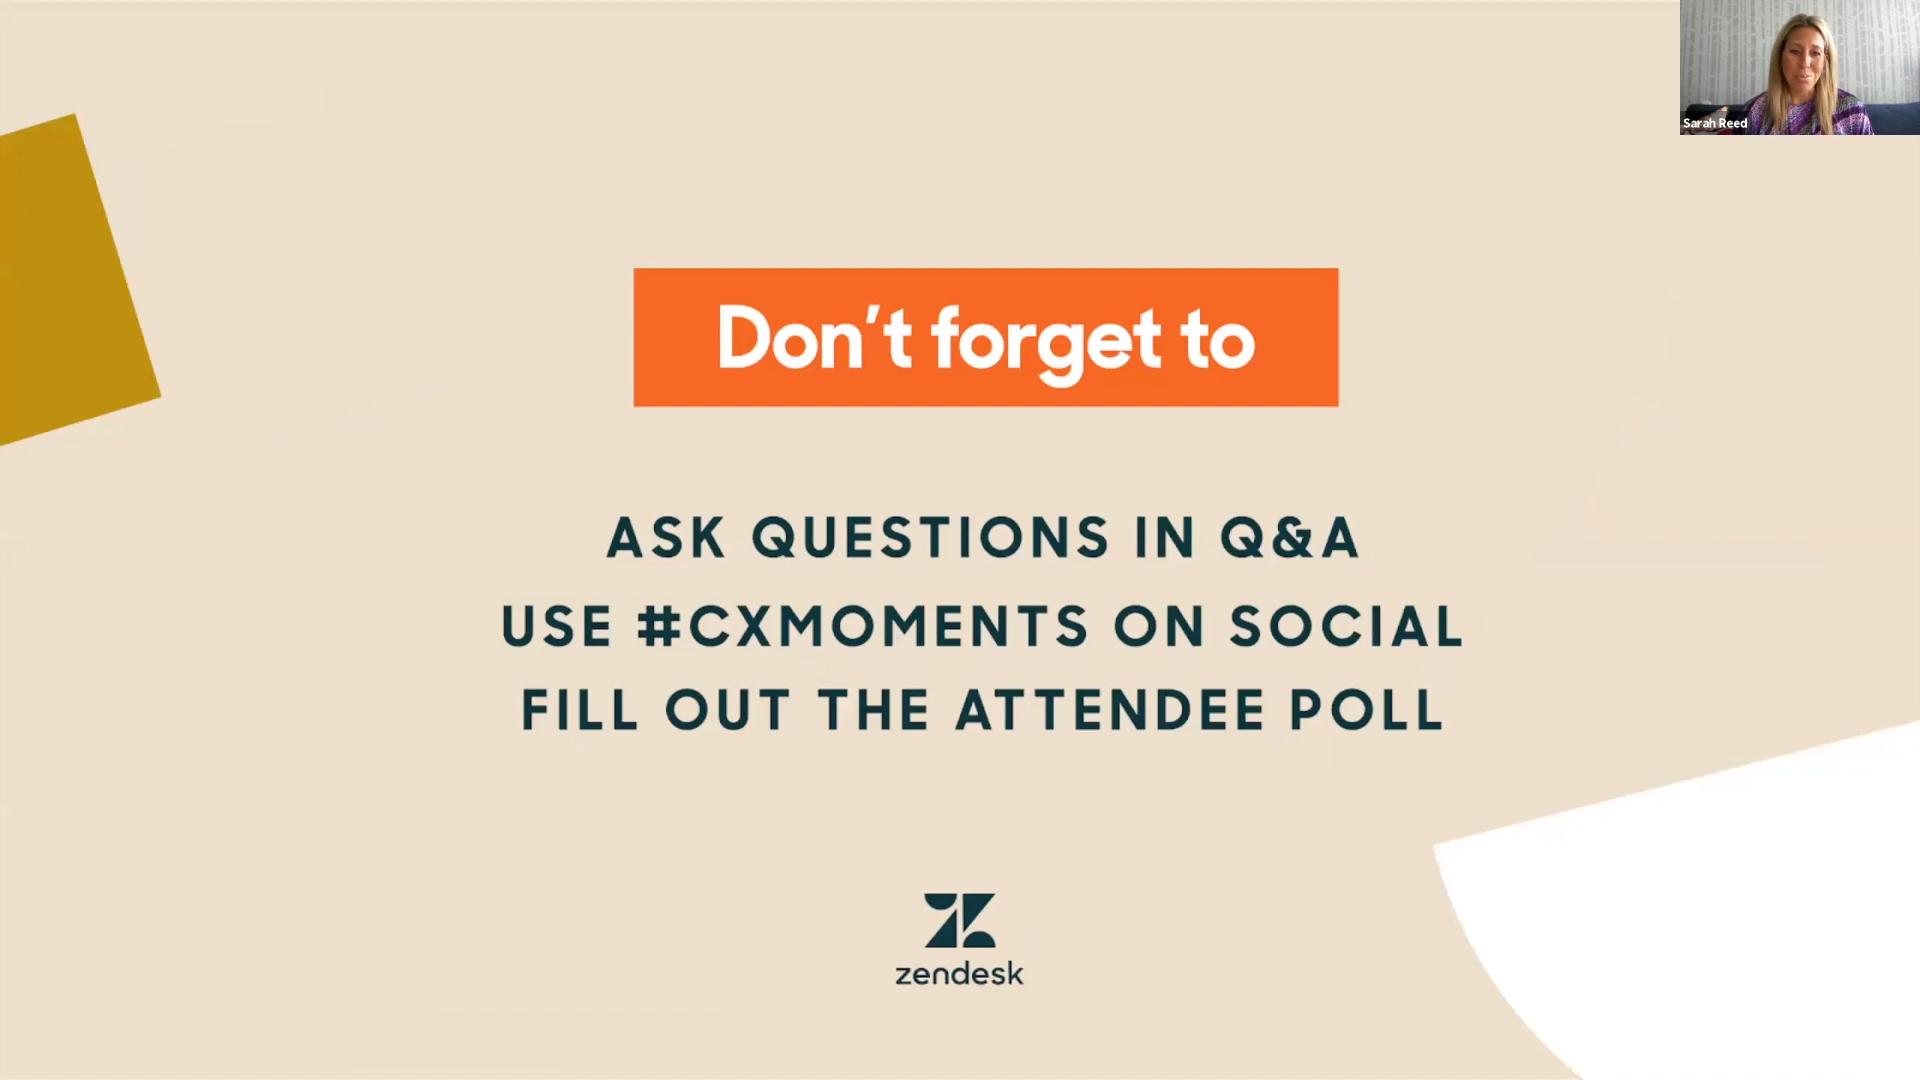 Sarah Reed
Don't forget to
ASK QUESTIONS IN Q&A
USE #CXMOMENTS ON SOCIAL
FILL OUT THE ATTENDEE POLL
zendesk